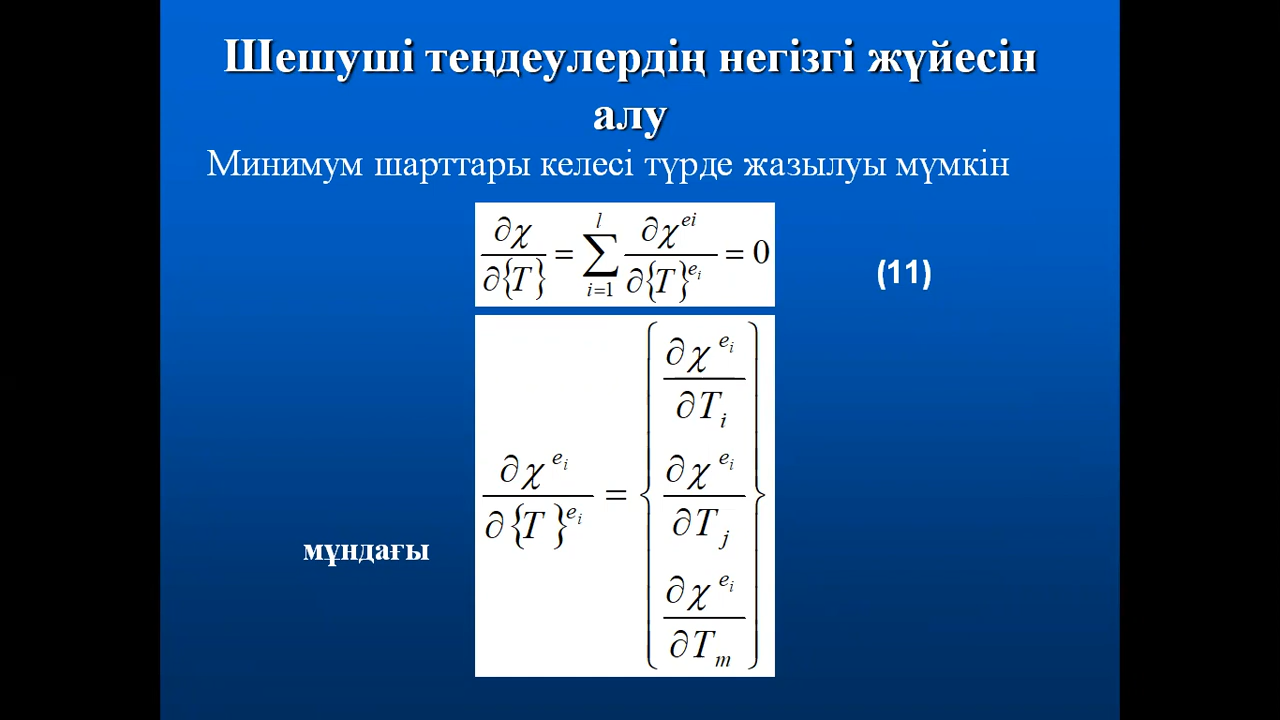 Шешуші теңдеулердің негізгі жүйесін
алу
Минимум шарттары келесі түрде жазылуы мүмкін
∂χ/∂{T} = ∑_{i=1}^{l} ∂χ^{ei}/∂{T}^{e_i} = 0
(11)
мұндағы
∂χ^{e_i}/∂{T}^{e_i} = { ∂χ^{e_i}/∂T_i
∂χ^{e_i}/∂T_j
∂χ^{e_i}/∂T_m }